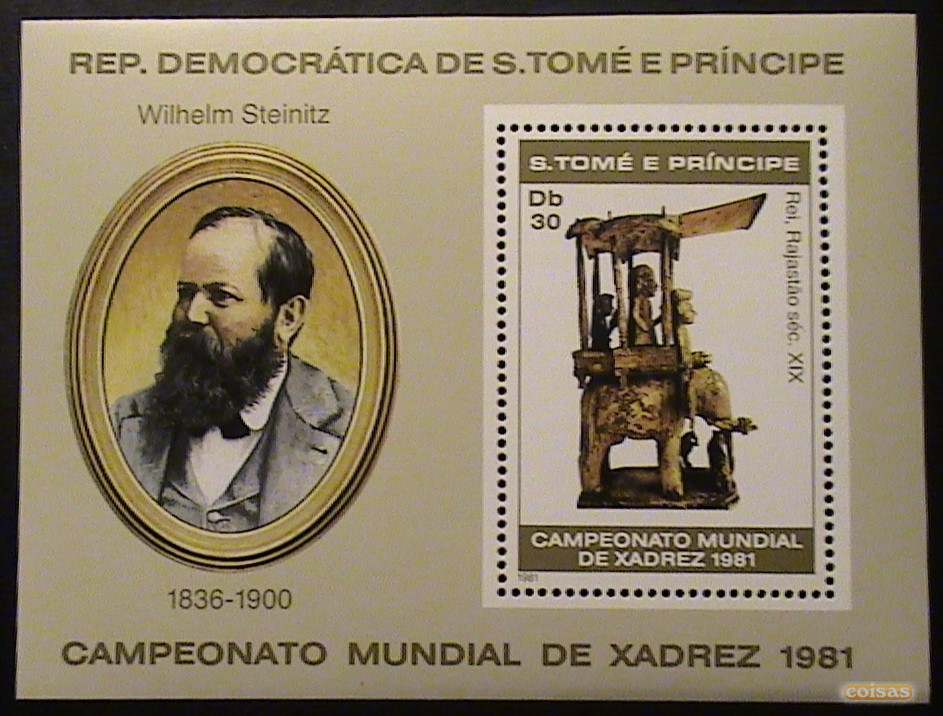 REP. DEMOCRÁTICA DE S.TOMÉ E PRÍNCIPE
Wilhelm Steinitz
1836-1900
S.TOMÉ E PRÍNCIPE
Db
30
Rei, Rajastão séc. XIX
CAMPEONATO MUNDIAL
DE XADREZ 1981
1981
CAMPEONATO MUNDIAL DE XADREZ 1981
coisas